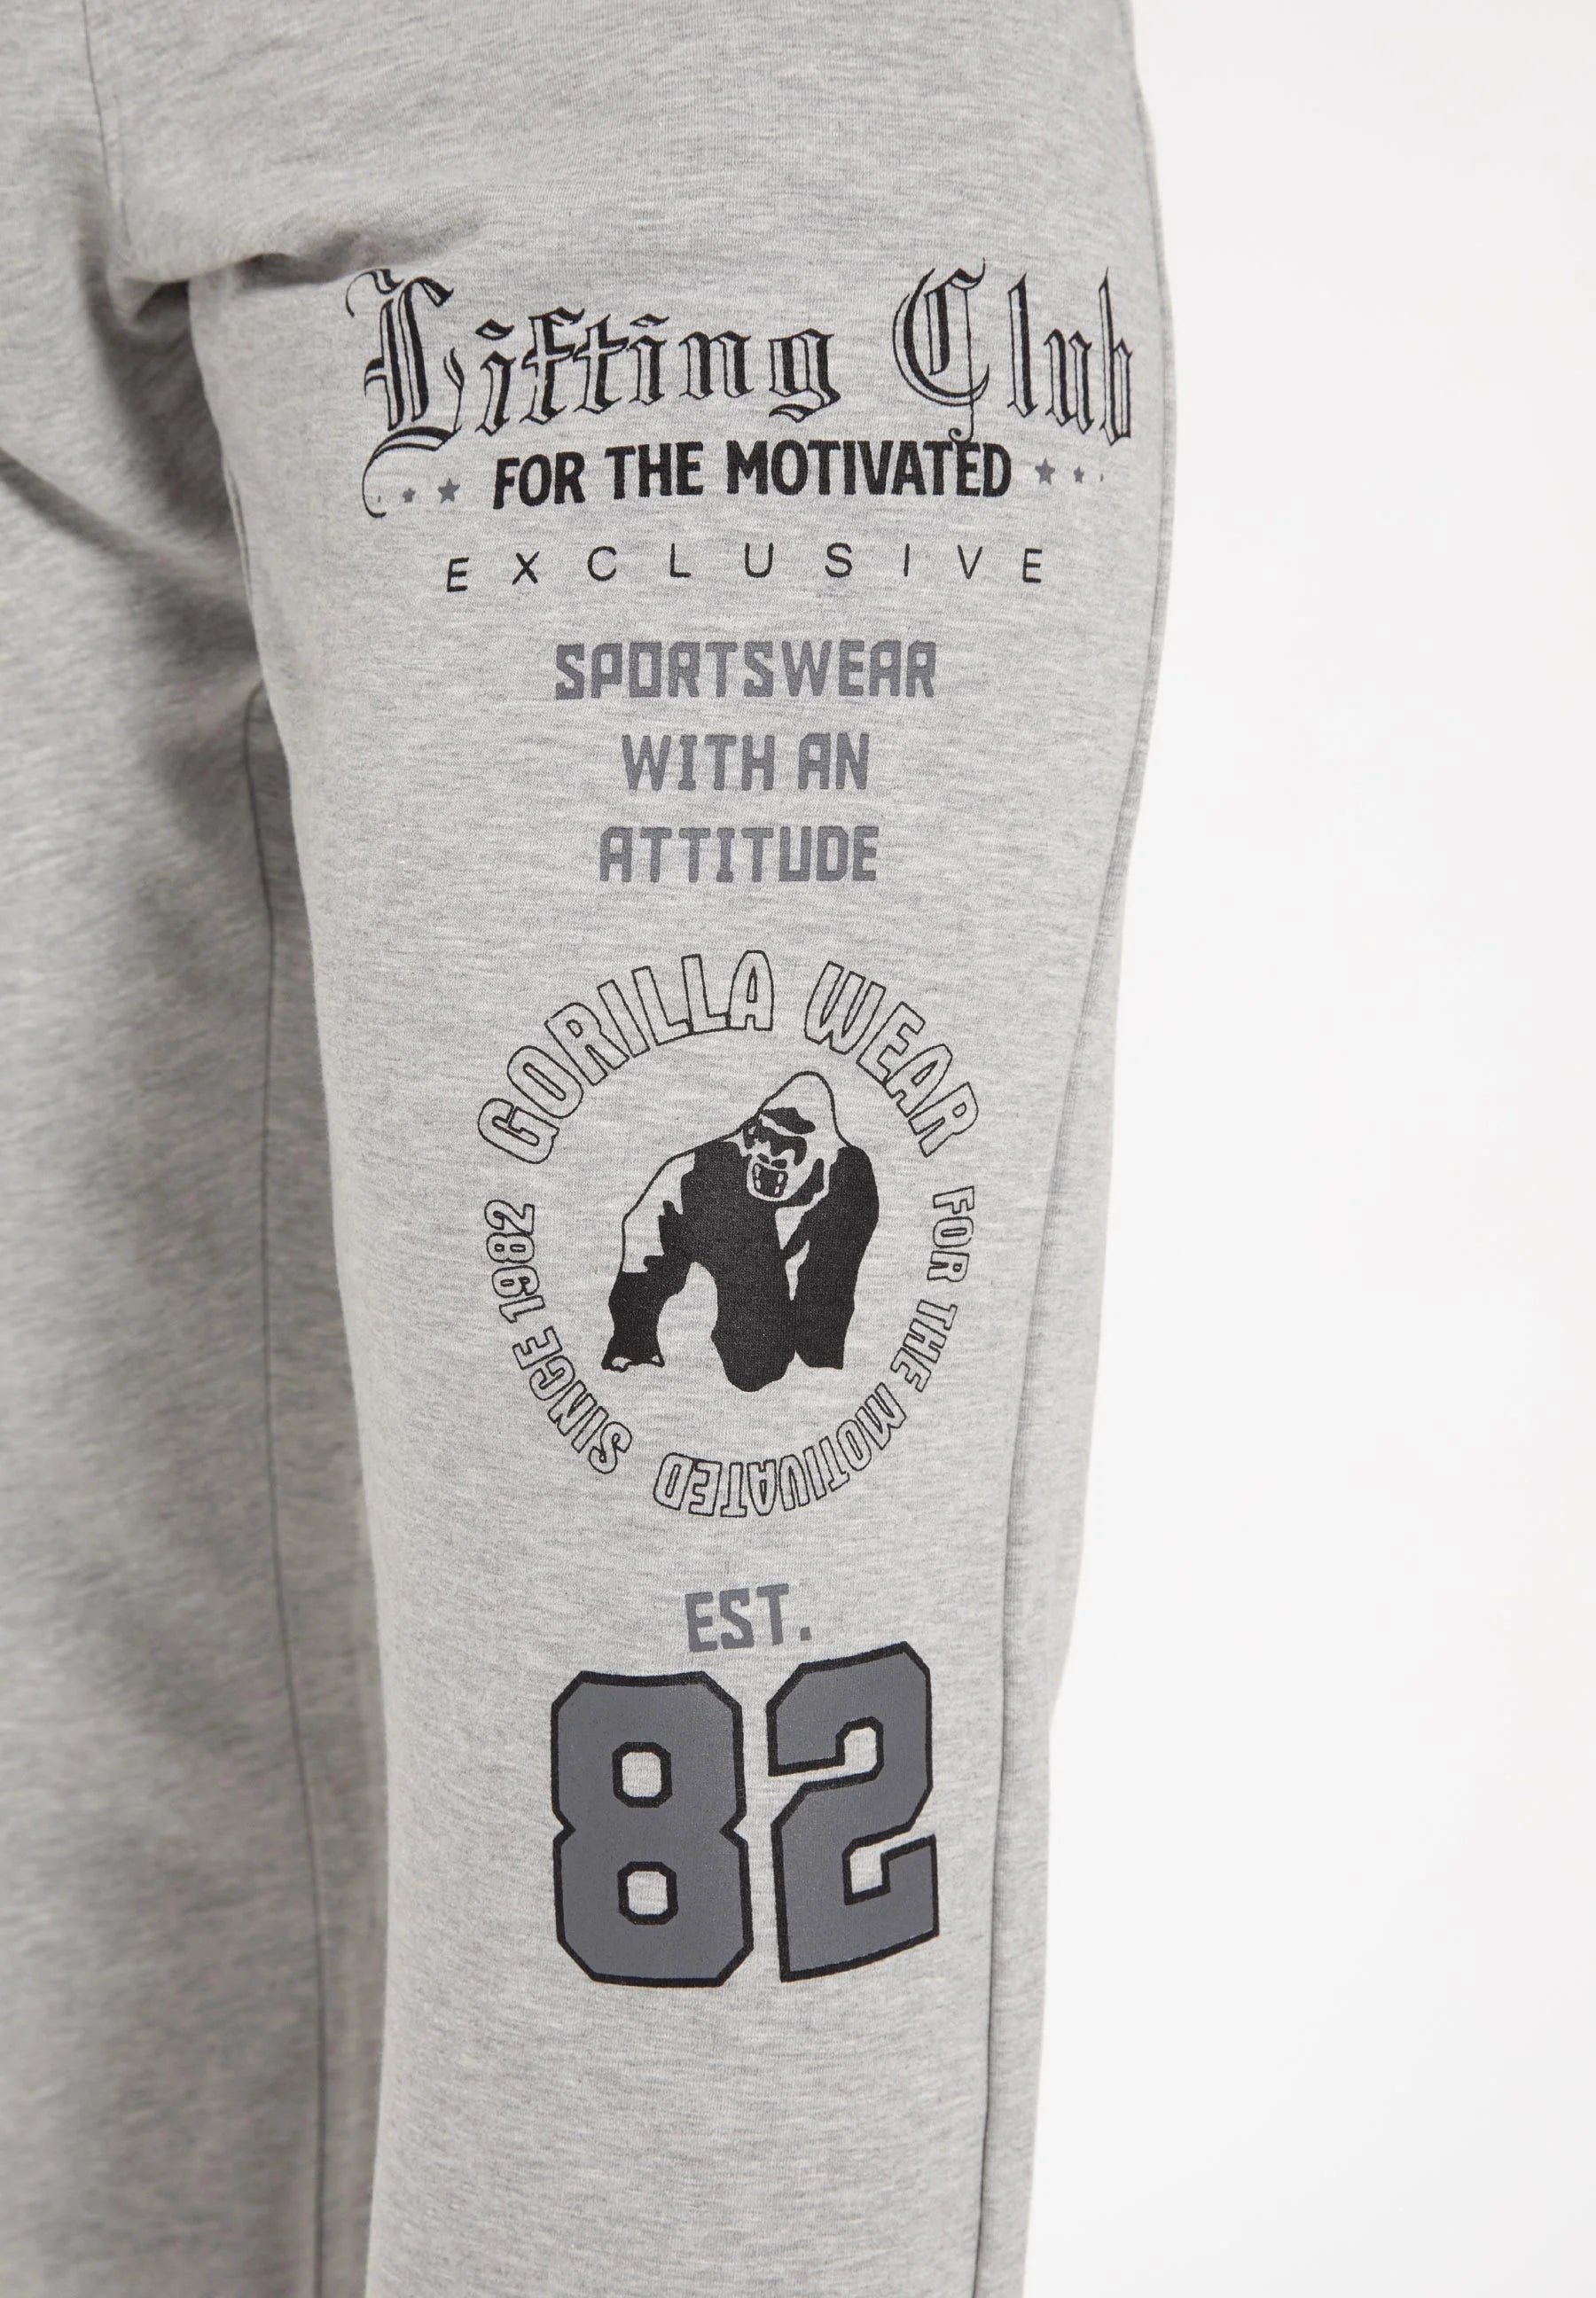 Lifting Club
FOR THE MOTIVATED
EXCLUSIVE
SPORTSWEAR
WITH AN
ATTITUDE
GORILLA WEAR
FOR THE MOTIVATED
SINCE 1982
EST.
82